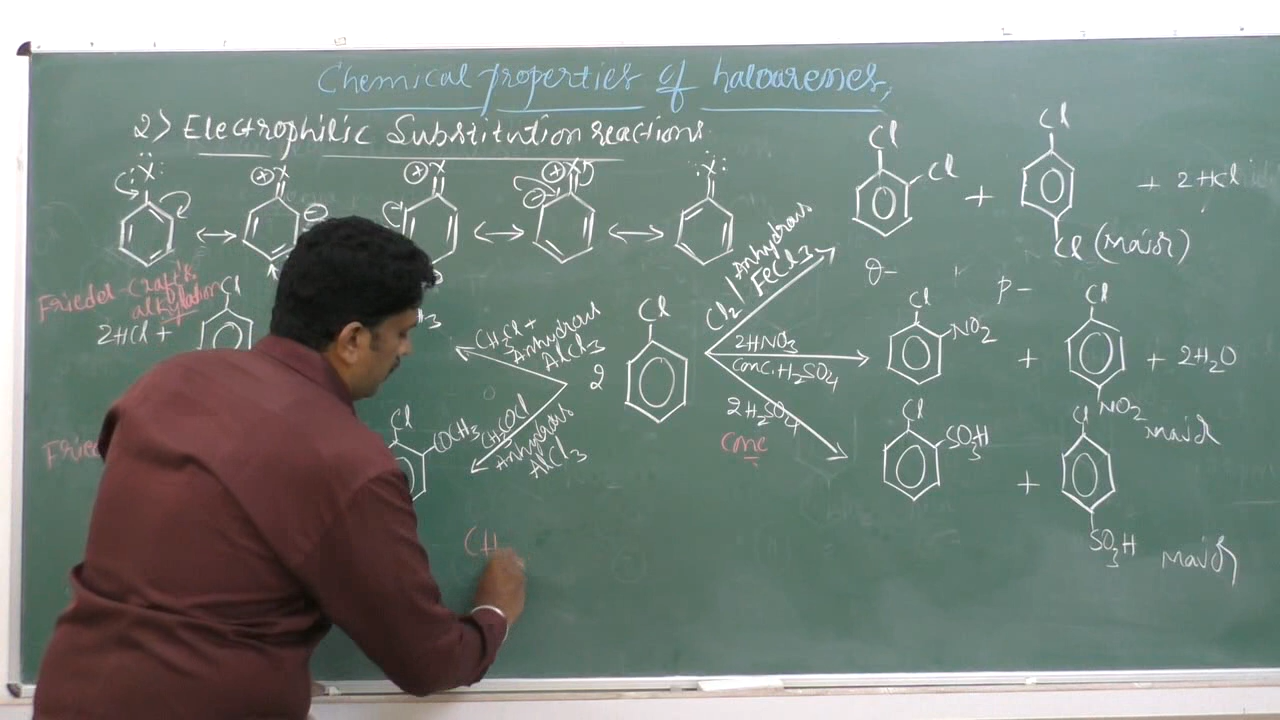 Chemical properties of haloarenes,
2> Electrophilic Substitution reactions
:Ẍ
⊕ X
⊕ X
⊕ X
:Ẍ
⊖
⊖
Friedel-Craft's
alkylation
2HCl +
Cl
CH3Cl +
Anhydrous
AlCl3
2
Cl
Cl
COCH3
CH3COCl
Anhydrous
AlCl3
CH
Cl2 / Anhydrous
FeCl3
2HNO3
Conc. H2SO4
2H2SO4
Conc
Cl
Cl
+
Cl
Cl (Major)
+ 2HCl
O-
P-
Cl
NO2
+
Cl
NO2
Major
+ 2H2O
Cl
SO3H
+
Cl
SO3H
Major